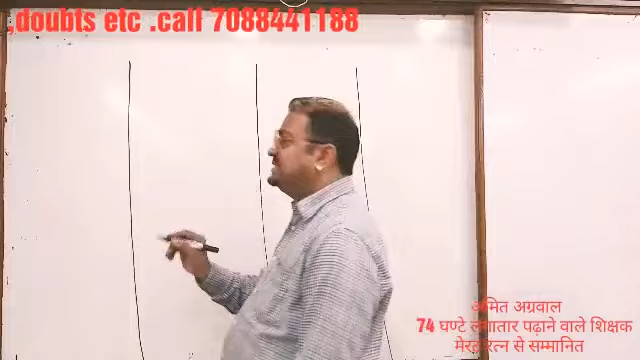 ,doubts etc .call 7088441188
अमित अग्रवाल
74 घण्टे लगातार पढ़ाने वाले शिक्षक
मेरठ रत्न से सम्मानित